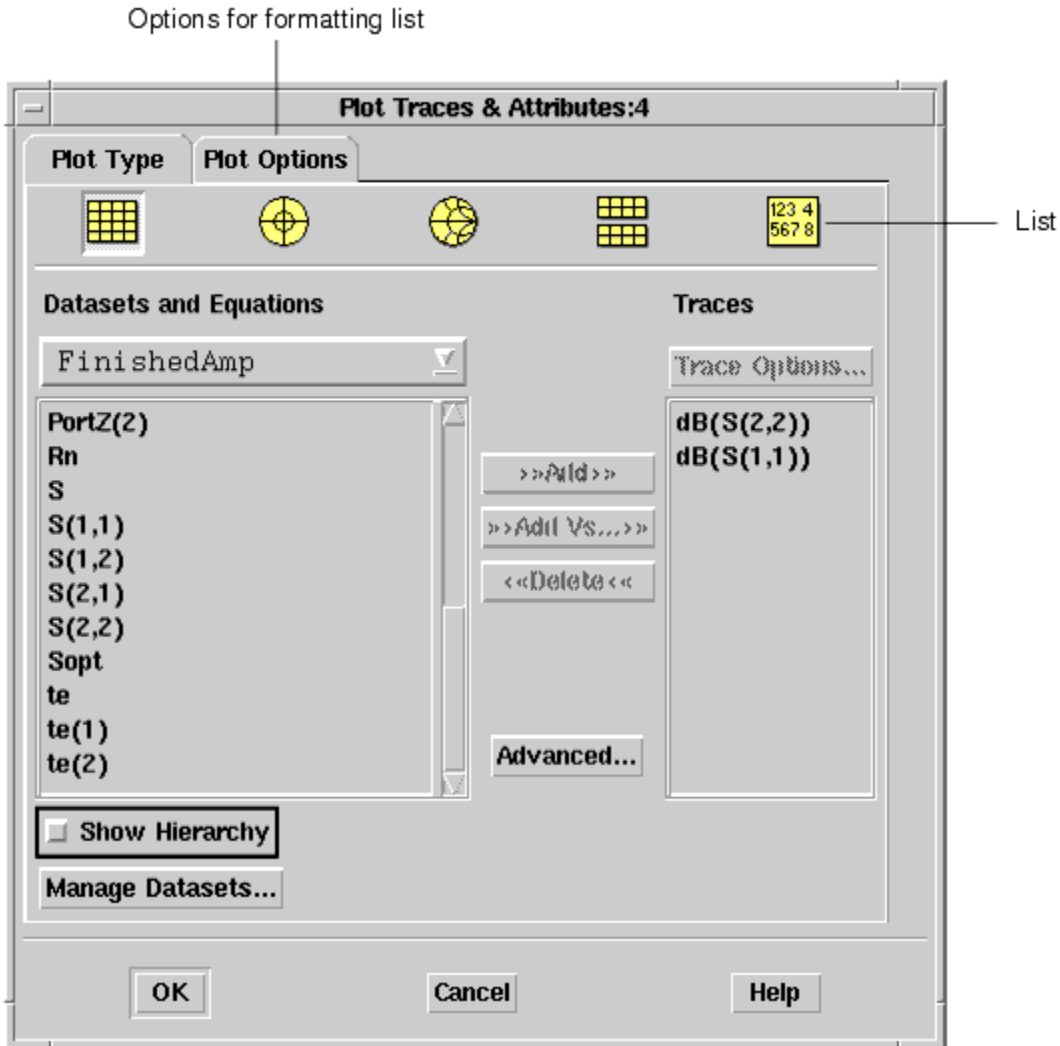 Options for formatting list
Plot Traces & Attributes:4
Plot Type
Plot Options
123 4
567 8
List
Datasets and Equations
Traces
FinishedAmp
Trace Options...
PortZ(2)
Rn
S
S(1,1)
S(1,2)
S(2,1)
S(2,2)
Sopt
te
te(1)
te(2)
>>Add>>
>>Add Vs...>>
<<Delete<<
Advanced...
dB(S(2,2))
dB(S(1,1))
Show Hierarchy
Manage Datasets...
OK
Cancel
Help